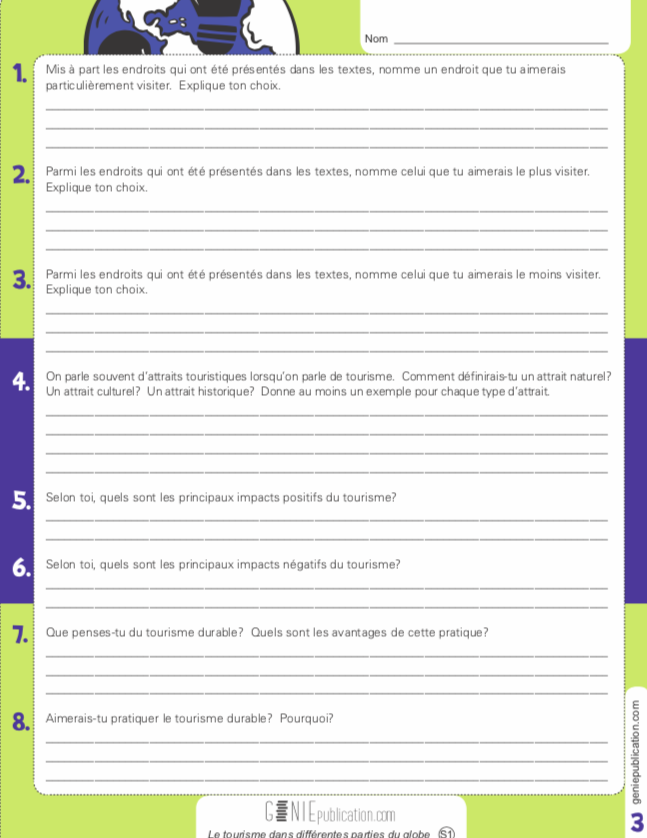 Nom
1. Mis à part les endroits qui ont été présentés dans les textes, nomme un endroit que tu aimerais
particulièrement visiter. Explique ton choix.
2. Parmi les endroits qui ont été présentés dans les textes, nomme celui que tu aimerais le plus visiter.
Explique ton choix.
3. Parmi les endroits qui ont été présentés dans les textes, nomme celui que tu aimerais le moins visiter.
Explique ton choix.
4. On parle souvent d'attraits touristiques lorsqu'on parle de tourisme. Comment définirais-tu un attrait naturel?
Un attrait culturel? Un attrait historique? Donne au moins un exemple pour chaque type d'attrait.
5. Selon toi, quels sont les principaux impacts positifs du tourisme?
6. Selon toi, quels sont les principaux impacts négatifs du tourisme?
7. Que penses-tu du tourisme durable? Quels sont les avantages de cette pratique?
8. Aimerais-tu pratiquer le tourisme durable? Pourquoi?
geniepublication.com
3
GÉNIEpublication.com
Le tourisme dans différentes parties du globe S1